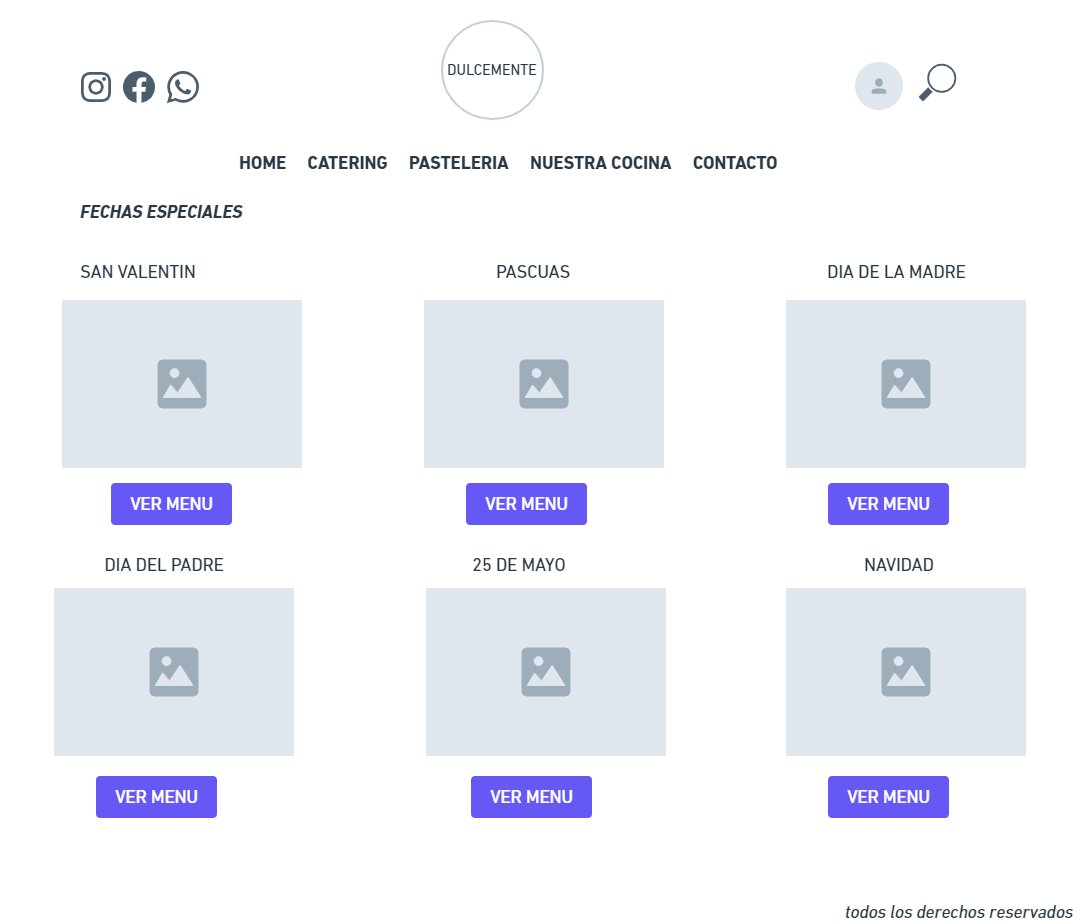 DULCEMENTE
HOME CATERING PASTELERIA NUESTRA COCINA CONTACTO
FECHAS ESPECIALES
SAN VALENTIN PASCUAS DIA DE LA MADRE
VER MENU VER MENU VER MENU
DIA DEL PADRE 25 DE MAYO NAVIDAD
VER MENU VER MENU VER MENU
todos los derechos reservados